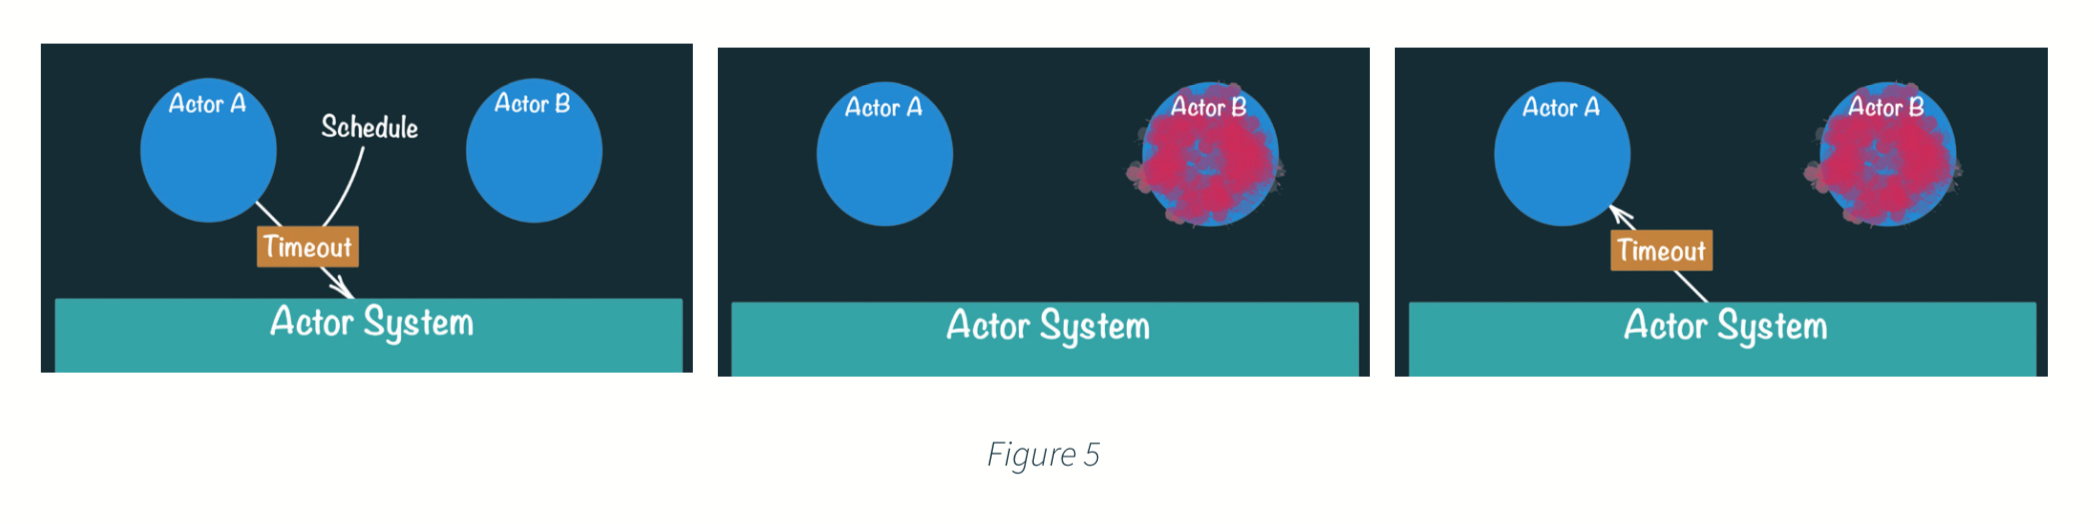 Actor A
Actor B
Schedule
Timeout
Actor System
Actor A
Actor B
Actor System
Actor A
Actor B
Timeout
Actor System
Figure 5